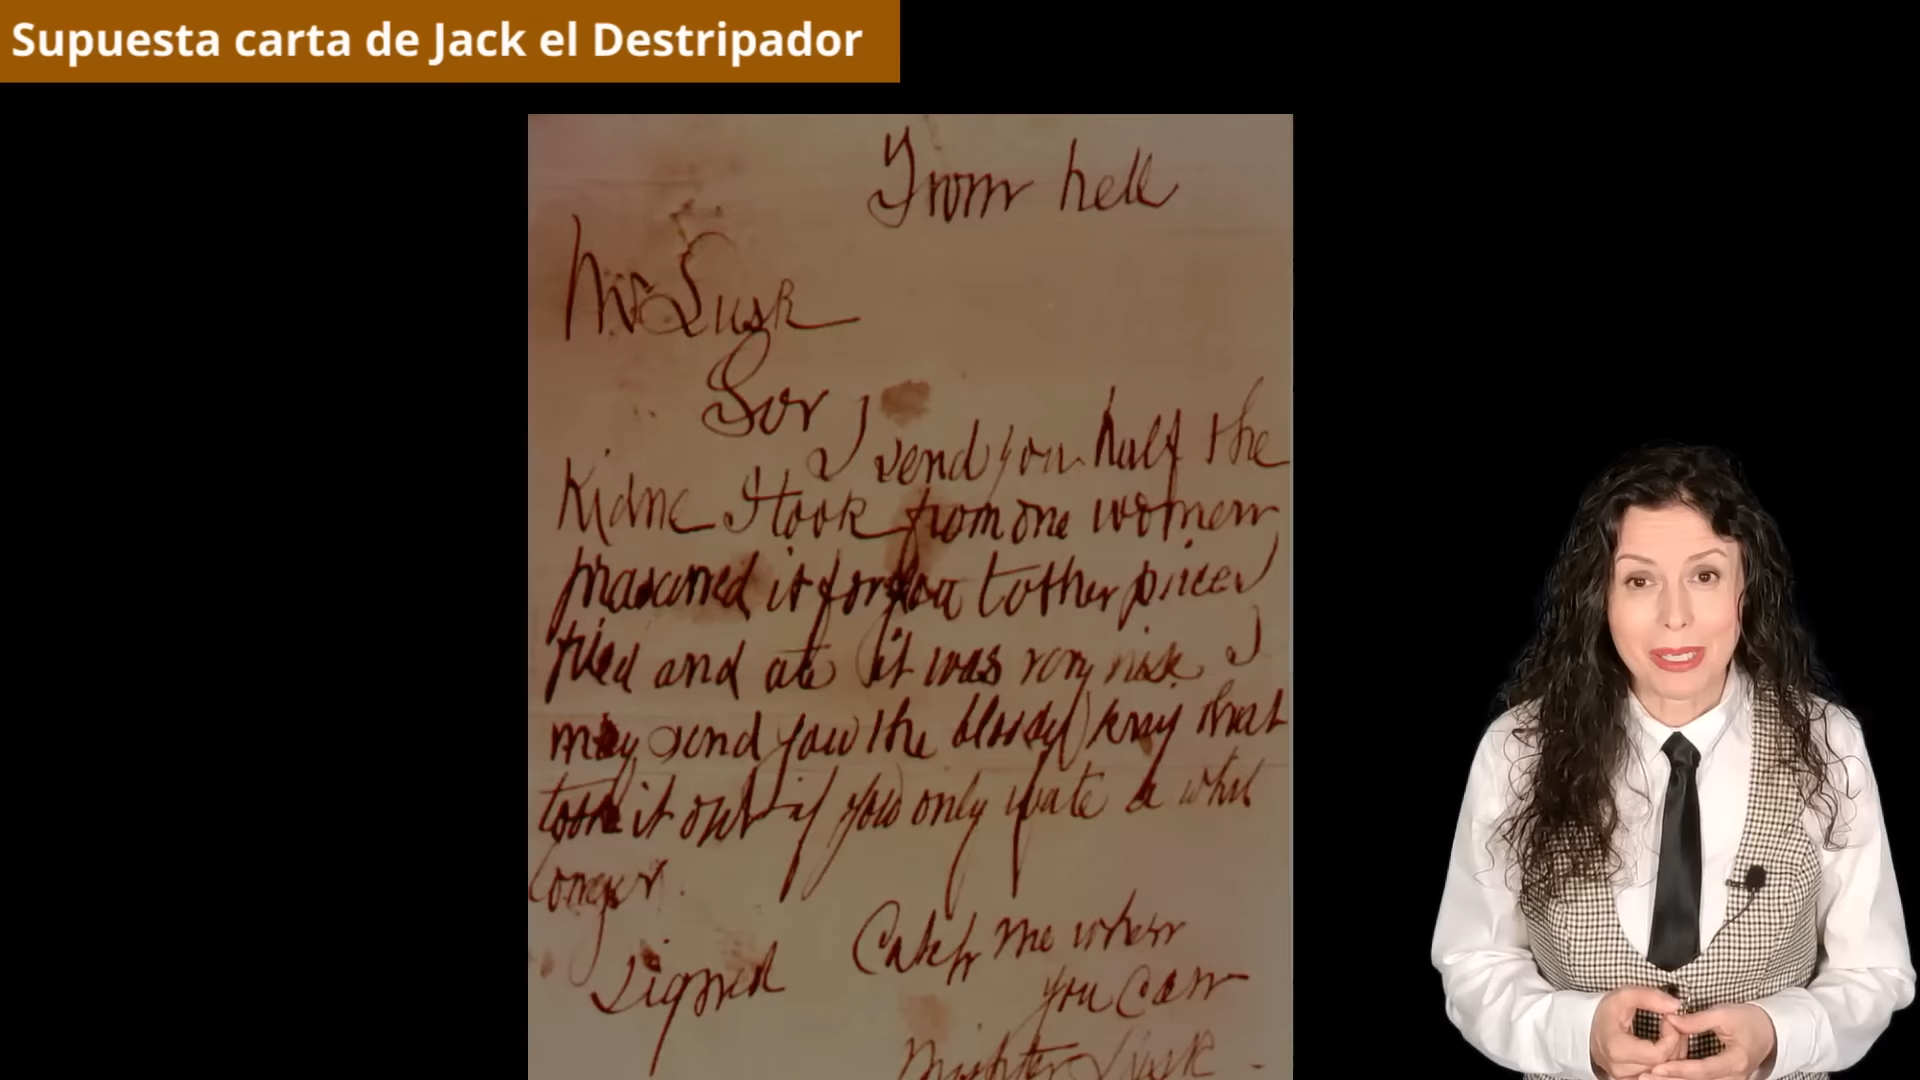 Supuesta carta de Jack el Destripador
From hell
Mr Lusk
Sor
I send you half the
Kidne I took from one women
prasarved it for you tother piece I
fried and ate it was very nise I
may send you the bloody knif that
took it out if you only wate a whil
longer.
Signed Catch me when
you can
Mishter Lusk -